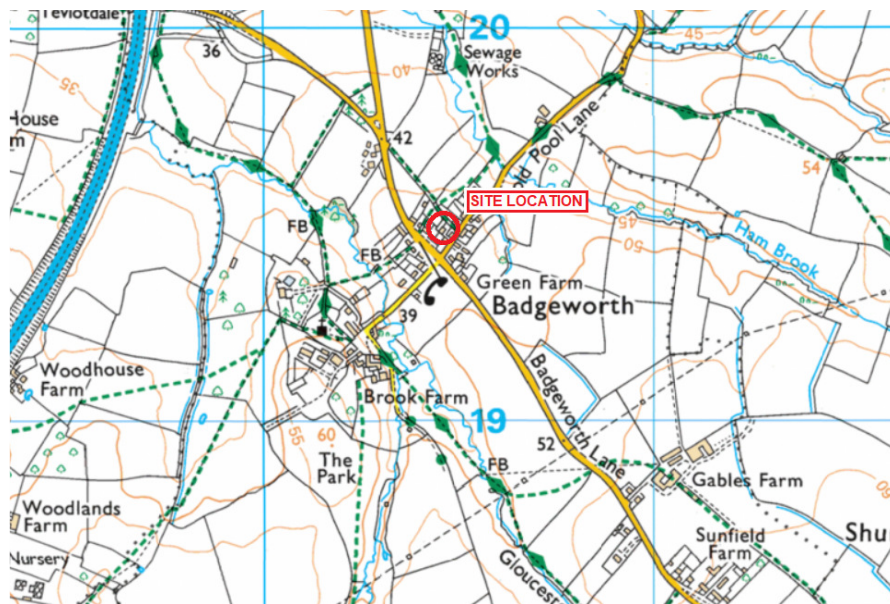 Teviotdale
36
20
45
Sewage
Works
40
35
House
42
Old Pool Lane
54
SITE LOCATION
45
50
FB
FB
Ham Brook
Green Farm
Badgeworth
39
Woodhouse
Farm
Brook Farm
Badgeworth Lane
55
60
19
52
The
Park
FB
Gables Farm
Woodlands
Farm
60
Sunfield
Farm
Shu
Nursery
Glouces